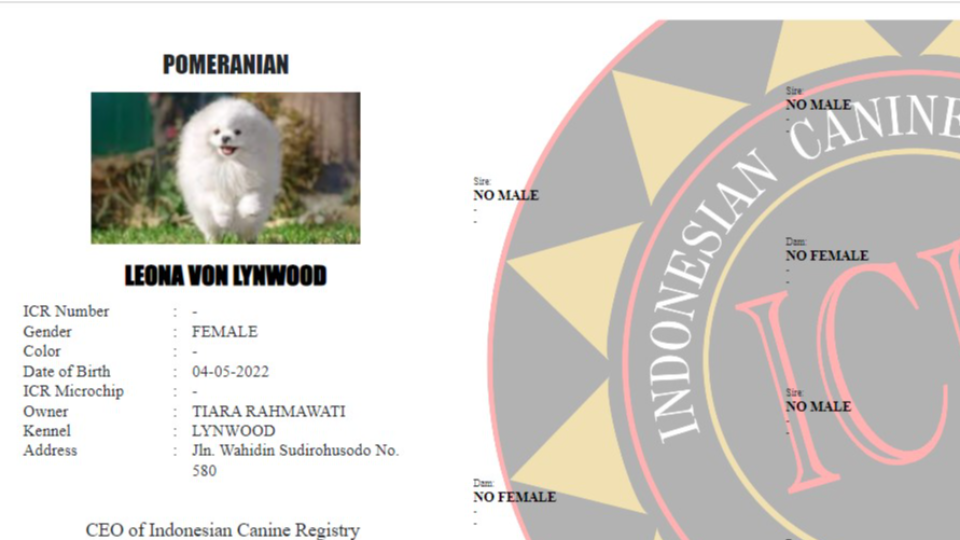 POMERANIAN
LEONA VON LYNWOOD
ICR Number : -
Gender : FEMALE
Color : -
Date of Birth : 04-05-2022
ICR Microchip : -
Owner : TIARA RAHMAWATI
Kennel : LYNWOOD
Address : Jln. Wahidin Sudirohusodo No.
580
CEO of Indonesian Canine Registry
Sire:
NO MALE
-
-
Dam:
NO FEMALE
-
-
Sire:
NO MALE
-
-
Dam:
NO FEMALE
-
-
Sire:
NO MALE
-
-
INDONESIAN CANINE
ICR